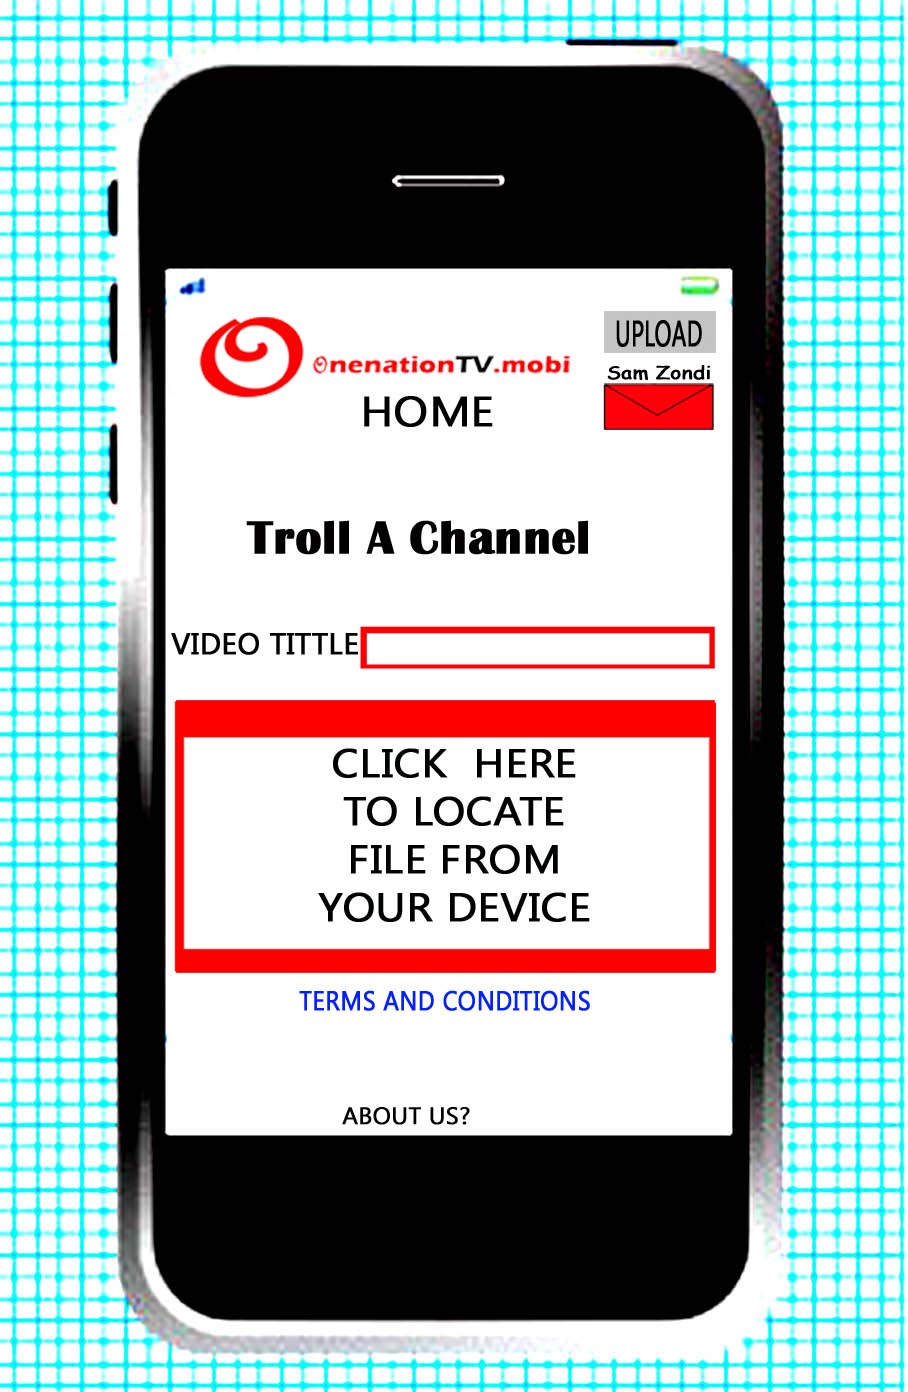 UPLOAD
OnenationTV.mobi
Sam Zondi
HOME
Troll A Channel
VIDEO TITTLE
CLICK HERE
TO LOCATE
FILE FROM
YOUR DEVICE
TERMS AND CONDITIONS
ABOUT US?